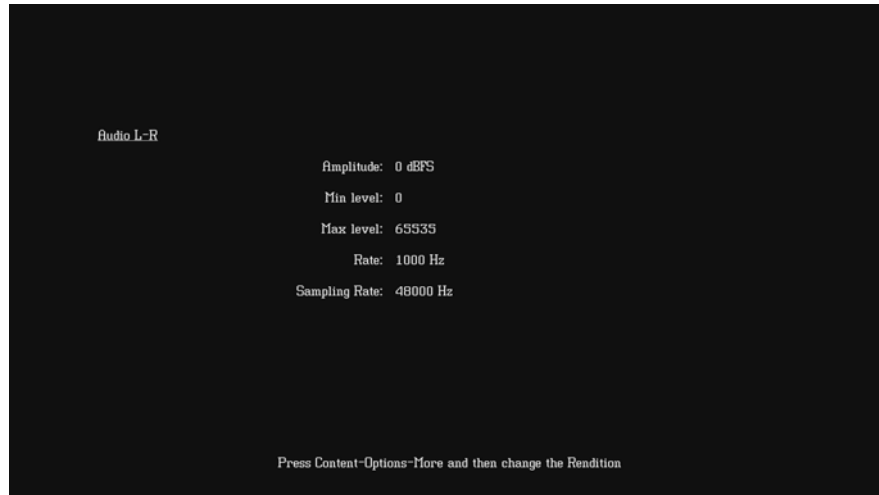 Audio L-R
Amplitude: 0 dBFS
Min level: 0
Max level: 65535
Rate: 1000 Hz
Sampling Rate: 48000 Hz
Press Content-Options-More and then change the Rendition